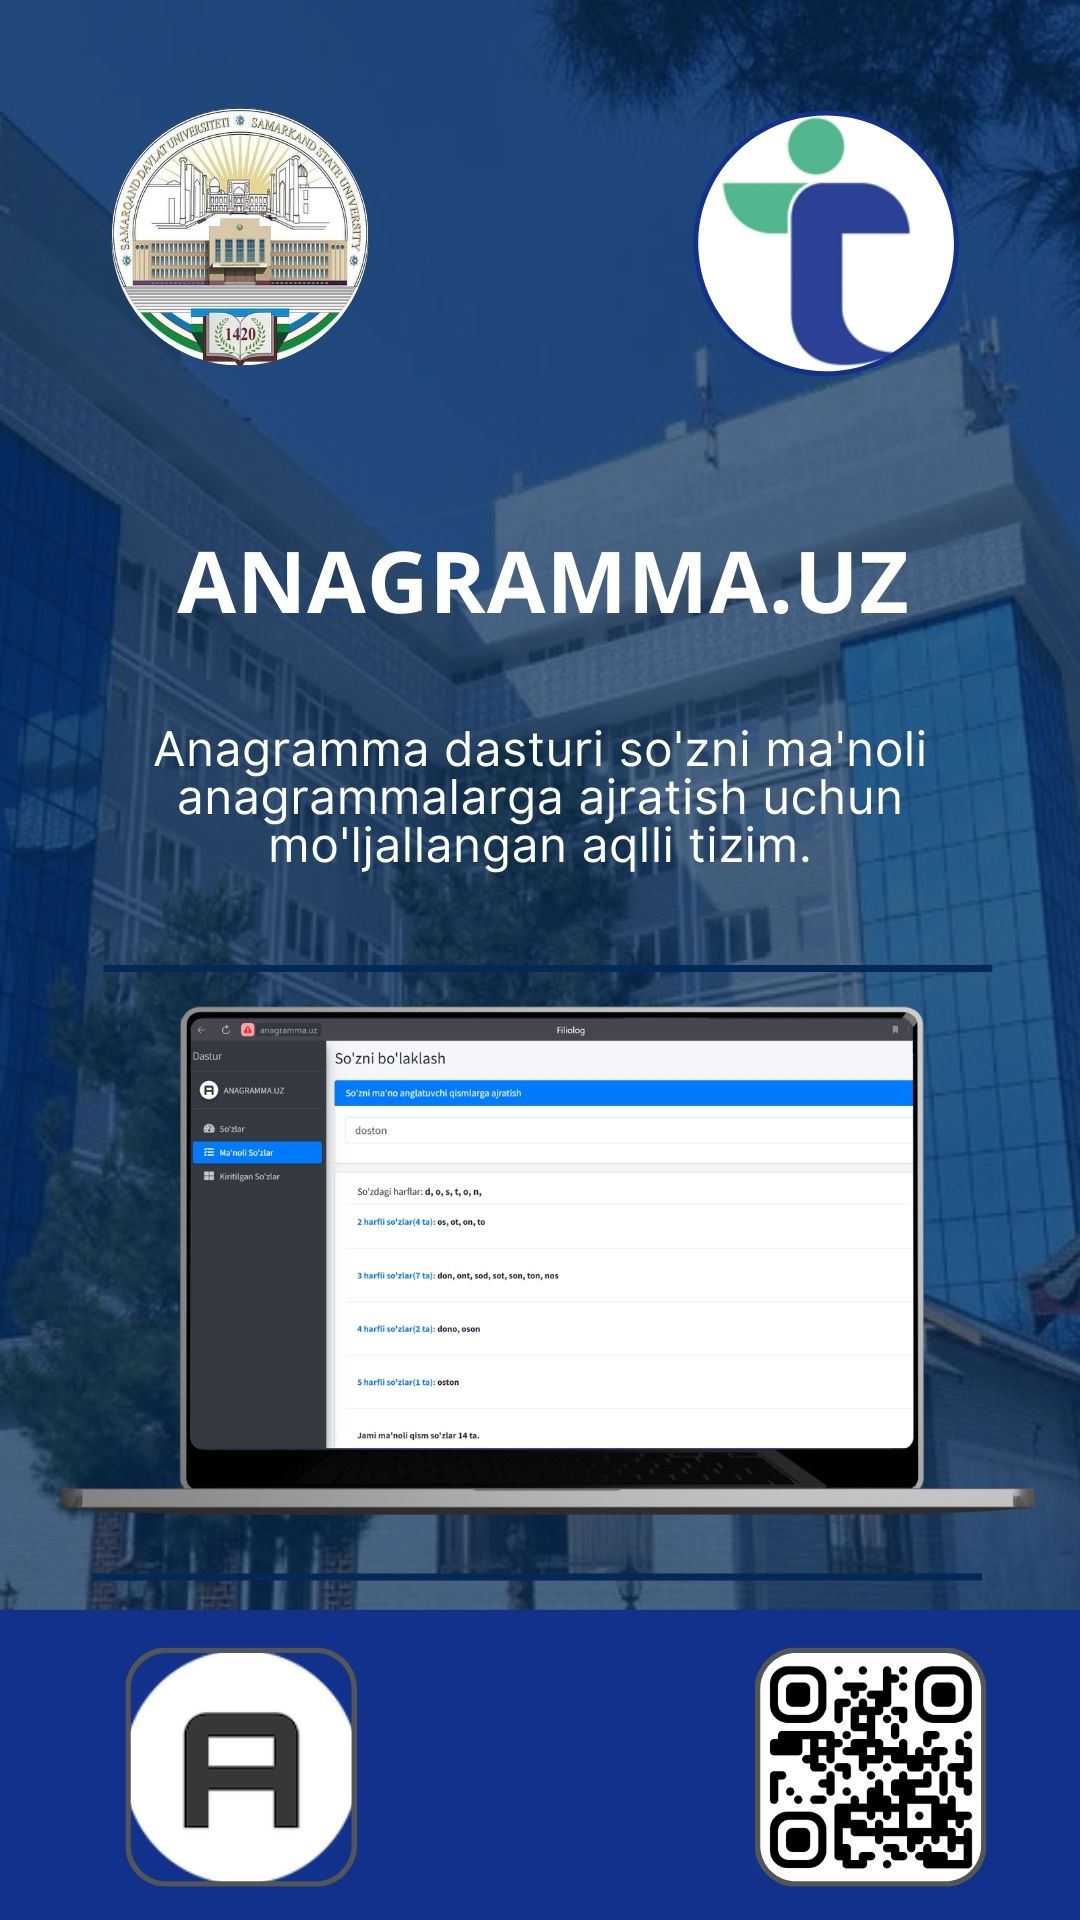 SAMARQAND DAVLAT UNIVERSITETI
SAMARKAND STATE UNIVERSITY
1420
ANAGRAMMA.UZ
Anagramma dasturi so'zni ma'noli
anagrammalarga ajratish uchun
mo'ljallangan aqlli tizim.
anagramma.uz
Filiolog
Dastur
ANAGRAMMA.UZ
So'zlar
Ma'noli So'zlar
Kiritilgan So'zlar
So'zni bo'laklash
So'zni ma'no anglatuvchi qismlarga ajratish
doston
So'zdagi harflar: d, o, s, t, o, n,
2 harfli so'zlar(4 ta): os, ot, on, to
3 harfli so'zlar(7 ta): don, ont, sod, sot, son, ton, nos
4 harfli so'zlar(2 ta): dono, oson
5 harfli so'zlar(1 ta): oston
Jami ma'noli qism so'zlar 14 ta.
A